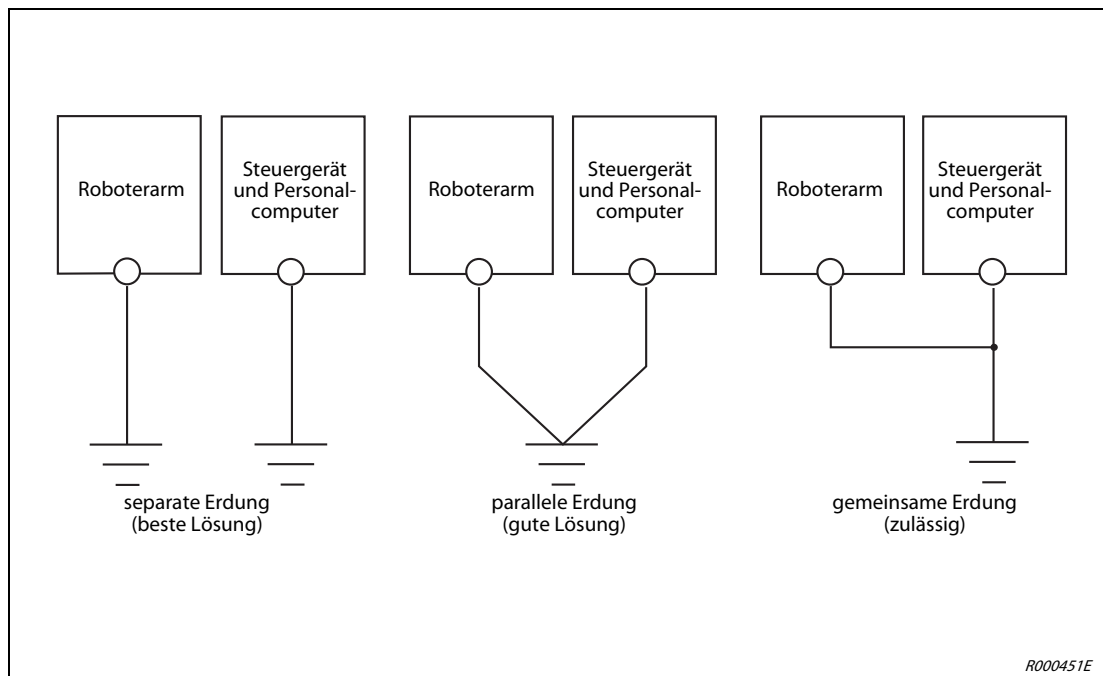 Roboterarm
Steuergerät
und Personal-
computer
Roboterarm
Steuergerät
und Personal-
computer
Roboterarm
Steuergerät
und Personal-
computer
separate Erdung
(beste Lösung)
parallele Erdung
(gute Lösung)
gemeinsame Erdung
(zulässig)
R000451E